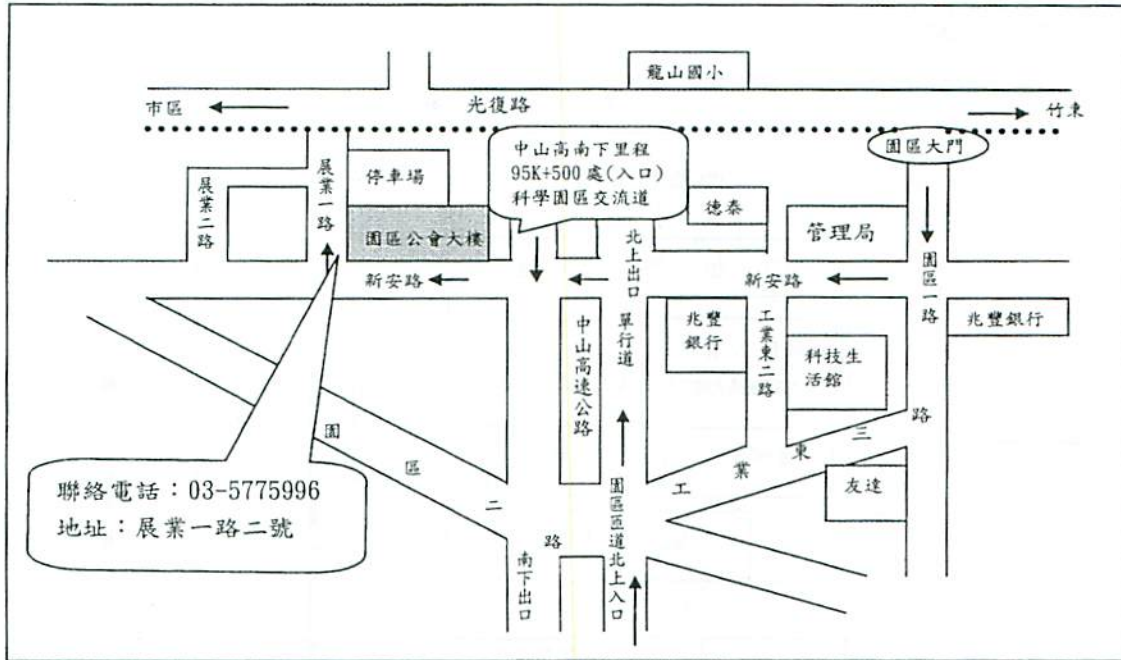 龍山國小
市區
光復路
竹東
中山高南下里程
95K+500 處(入口)
科學園區交流道
園區大門
展業一路
停車場
展業二路
德泰
管理局
園區公會大樓
北上出口
園區一路
新安路
新安路
兆豐銀行
中山高速公路
單行道
兆豐
銀行
工業東二路
科技生
活館
園區二路
工業東三路
聯絡電話：03-5775996
地址：展業一路二號
友達
南下出口
園區匝道北上入口